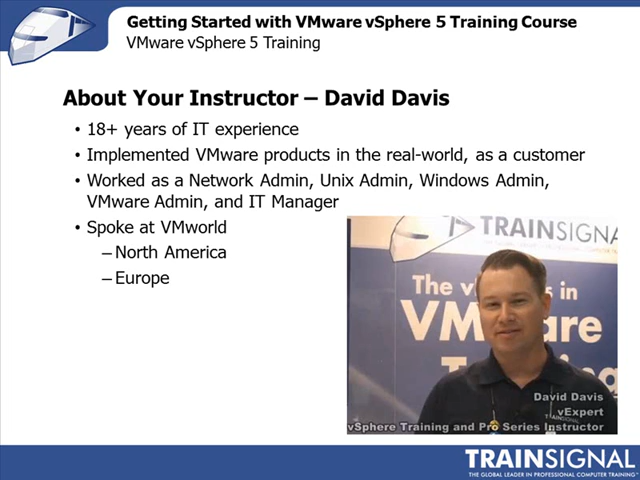 Getting Started with VMware vSphere 5 Training Course
VMware vSphere 5 Training
About Your Instructor – David Davis
• 18+ years of IT experience
• Implemented VMware products in the real-world, as a customer
• Worked as a Network Admin, Unix Admin, Windows Admin,
VMware Admin, and IT Manager
• Spoke at VMworld
– North America
– Europe
TRAINSIGNAL
The in
David Davis
vExpert
vSphere Training and Pro Series Instructor
TRAINSIGNAL
THE GLOBAL LEADER IN PROFESSIONAL COMPUTER TRAINING